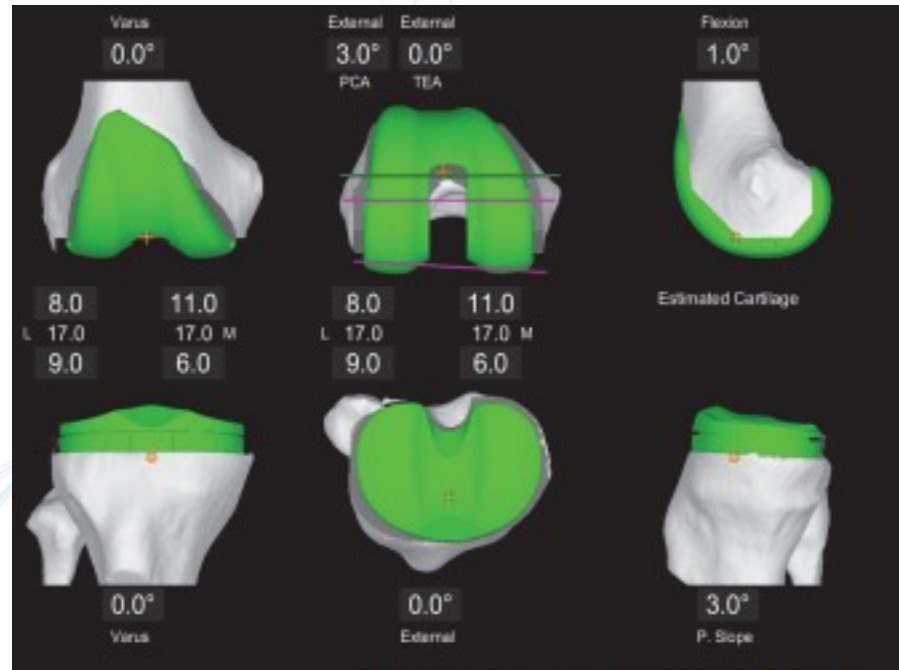 Varus External External Flexion
0.0° 3.0° 0.0° 1.0°
PCA TEA
8.0 11.0 8.0 11.0 Estimated Cartilage
L 17.0 17.0 M L 17.0 17.0 M
9.0 6.0 9.0 6.0
0.0° 0.0° 3.0°
Varus External P. Slope